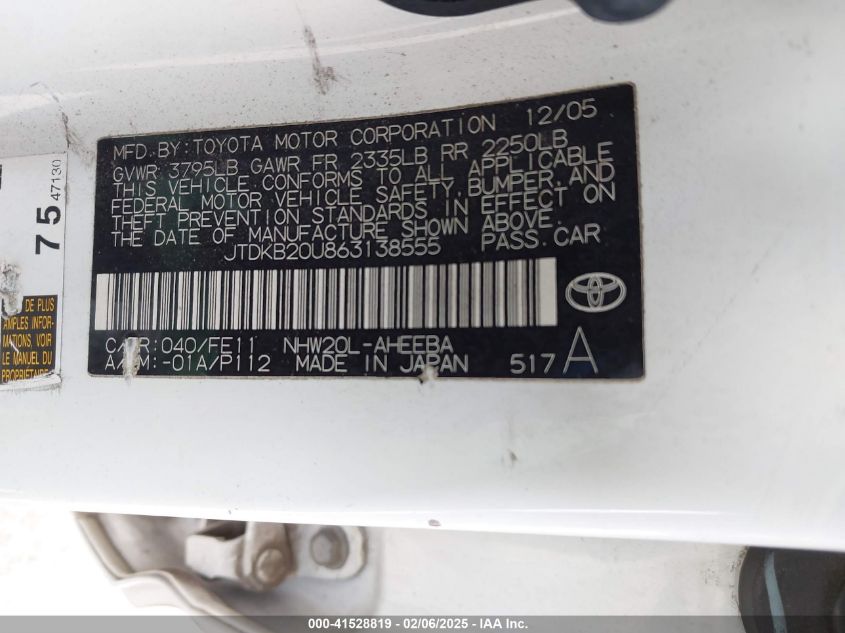 MFD.BY:TOYOTA MOTOR CORPORATION 12/05
GVWR 3795LB GAWR FR 2335LB RR 2250LB
THIS VEHICLE CONFORMS TO ALL APPLICABLE
FEDERAL MOTOR VEHICLE SAFETY, BUMPER, AND
THEFT PREVENTION STANDARDS IN EFFECT ON
THE DATE OF MANUFACTURE SHOWN ABOVE.
JTDKB20U863138555 PASS.CAR
C/TR:040/FE11 NHW20L-AHEEBA
A/TM:-01A/P112 MADE IN JAPAN 517 A
75 47130
DE PLUS
AMPLES INFOR-
MATIONS, VOIR
LE MANUEL DU
PROPRIÉTAIRE.
000-41528819 - 02/06/2025 - IAA Inc.